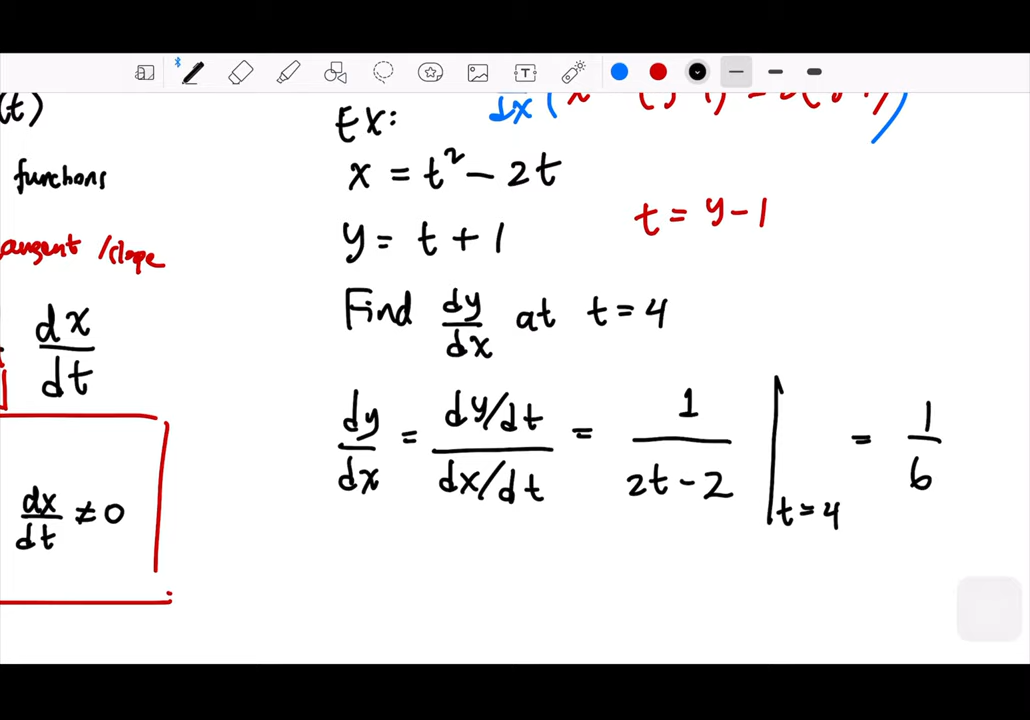 (t)
functions
tangent /slope
dx/dt
dx/dt ≠ 0
Ex:
x = t² - 2t
y = t + 1
t = y - 1
Find dy/dx at t = 4
dy/dx = (dy/dt)/(dx/dt) = 1/(2t - 2) |t = 4 = 1/6